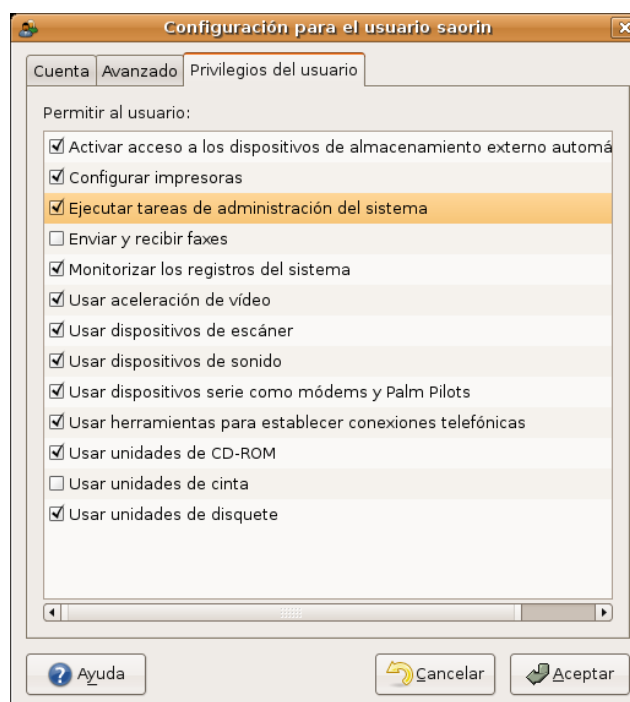 Configuración para el usuario saorin
Cuenta Avanzado Privilegios del usuario
Permitir al usuario:
Activar acceso a los dispositivos de almacenamiento externo automá
Configurar impresoras
Ejecutar tareas de administración del sistema
Enviar y recibir faxes
Monitorizar los registros del sistema
Usar aceleración de vídeo
Usar dispositivos de escáner
Usar dispositivos de sonido
Usar dispositivos serie como módems y Palm Pilots
Usar herramientas para establecer conexiones telefónicas
Usar unidades de CD-ROM
Usar unidades de cinta
Usar unidades de disquete
Ayuda Cancelar Aceptar